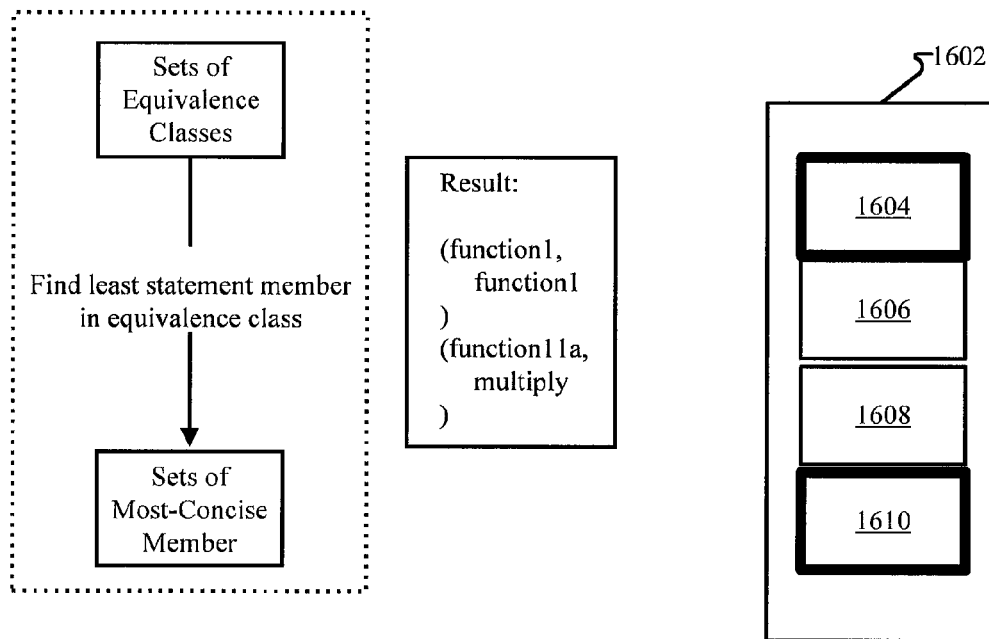 Sets of
Equivalence
Classes
Find least statement member
in equivalence class
Sets of
Most-Concise
Member
Result:
(function1,
function1
)
(function11a,
multiply
)
1602
1604
1606
1608
1610